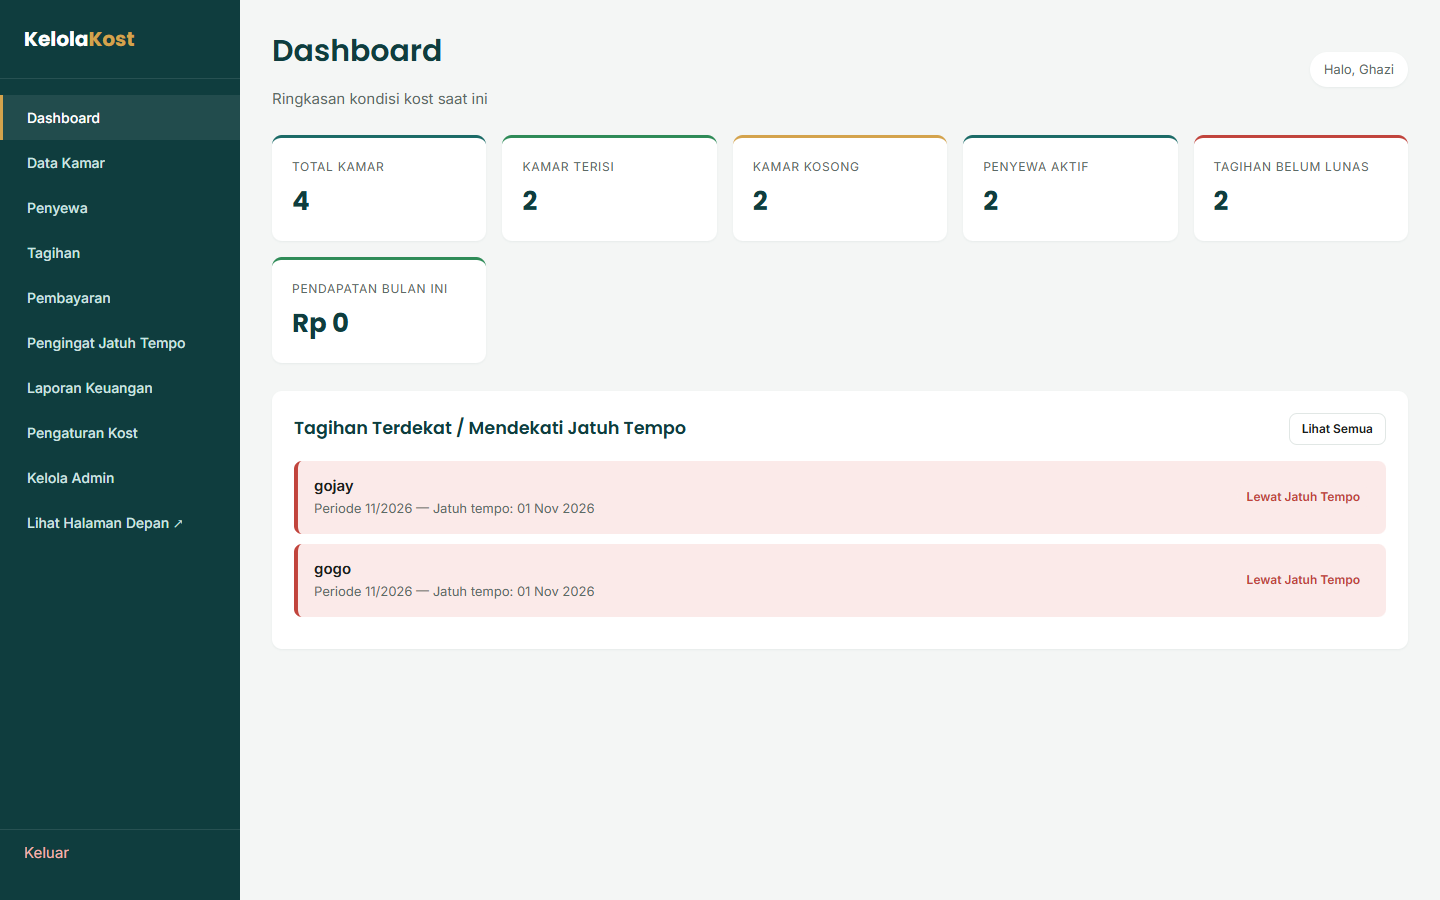 KelolaKost
Dashboard
Data Kamar
Penyewa
Tagihan
Pembayaran
Pengingat Jatuh Tempo
Laporan Keuangan
Pengaturan Kost
Kelola Admin
Lihat Halaman Depan ↗
Keluar
Dashboard
Ringkasan kondisi kost saat ini
Halo, Ghazi
TOTAL KAMAR
4
KAMAR TERISI
2
KAMAR KOSONG
2
PENYEWA AKTIF
2
TAGIHAN BELUM LUNAS
2
PENDAPATAN BULAN INI
Rp 0
Tagihan Terdekat / Mendekati Jatuh Tempo
Lihat Semua
gojay
Periode 11/2026 — Jatuh tempo: 01 Nov 2026
Lewat Jatuh Tempo
gogo
Periode 11/2026 — Jatuh tempo: 01 Nov 2026
Lewat Jatuh Tempo